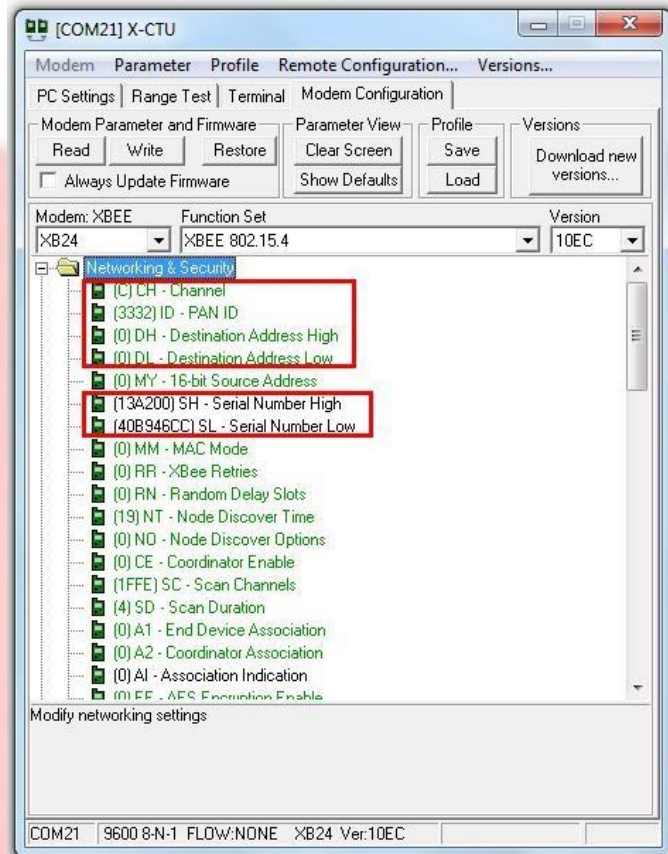 [COM21] X-CTU
Modem Parameter Profile Remote Configuration... Versions...
PC Settings Range Test Terminal Modem Configuration
Modem Parameter and Firmware Parameter View Profile Versions
Read Write Restore Clear Screen Save Download new versions...
Always Update Firmware Show Defaults Load
Modem: XBEE Function Set Version
XB24 XBEE 802.15.4 10EC
Networking & Security
(C) CH - Channel
(3332) ID - PAN ID
(0) DH - Destination Address High
(0) DL - Destination Address Low
(0) MY - 16-bit Source Address
(13A200) SH - Serial Number High
(40B946CC) SL - Serial Number Low
(0) MM - MAC Mode
(0) RR - XBee Retries
(0) RN - Random Delay Slots
(19) NT - Node Discover Time
(0) NO - Node Discover Options
(0) CE - Coordinator Enable
(1FFE) SC - Scan Channels
(4) SD - Scan Duration
(0) A1 - End Device Association
(0) A2 - Coordinator Association
(0) AI - Association Indication
(0) EE - AES Encryption Enable
Modify networking settings
COM21 9600 8-N-1 FLOW:NONE XB24 Ver:10EC